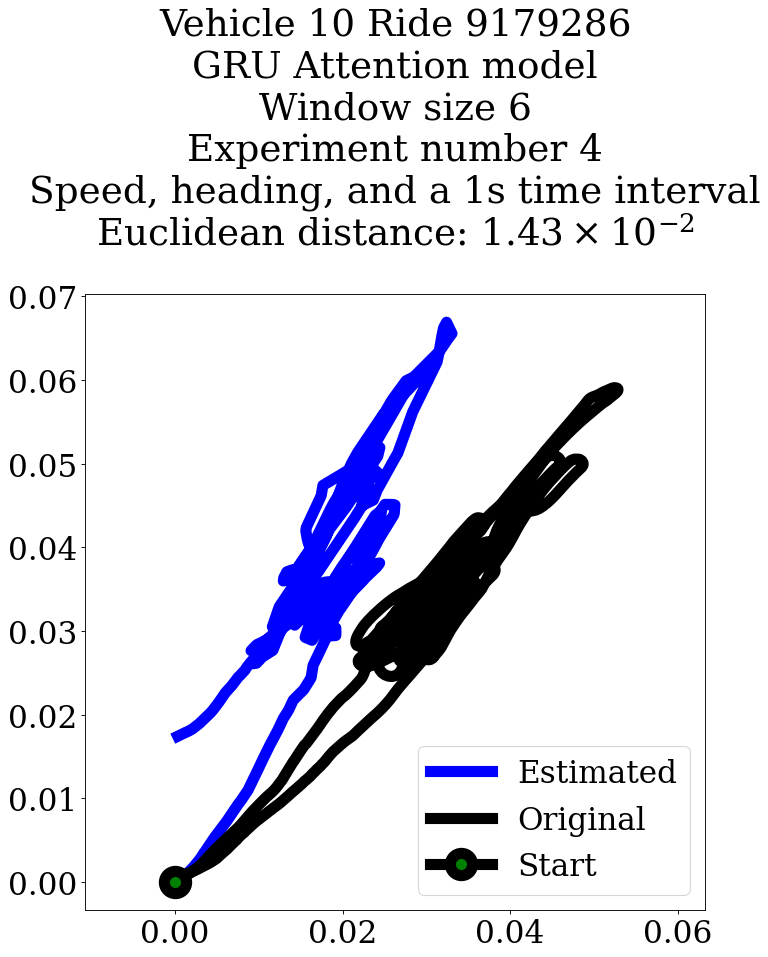 Vehicle 10 Ride 9179286
GRU Attention model
Window size 6
Experiment number 4
Speed, heading, and a 1s time interval
Euclidean distance: 1.43 × 10⁻²
0.07
0.06
0.05
0.04
0.03
0.02
0.01
0.00
Estimated
Original
Start
0.00 0.02 0.04 0.06